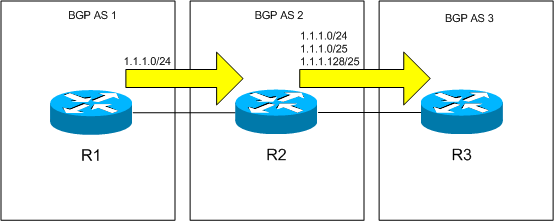 BGP AS 1
BGP AS 2
BGP AS 3
1.1.1.0/24
1.1.1.0/24
1.1.1.0/25
1.1.1.128/25
R1
R2
R3